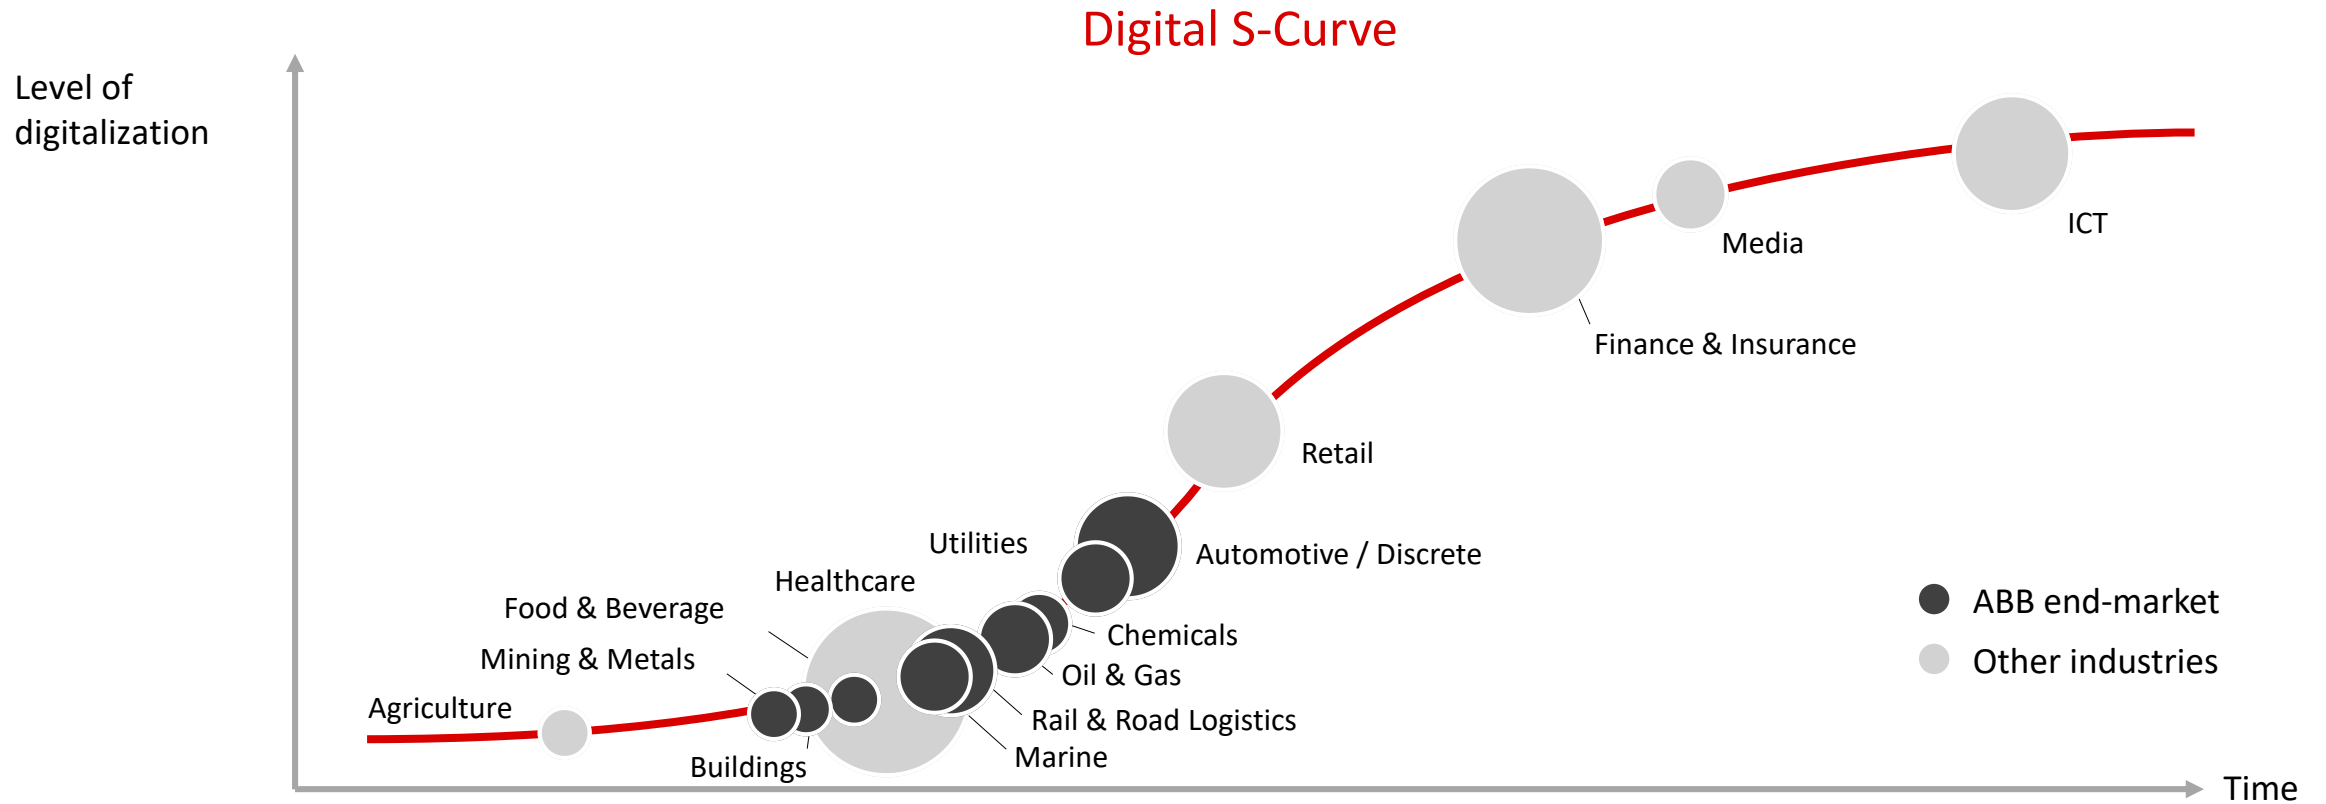 Digital S-Curve
Level of
digitalization
ICT
Media
Finance & Insurance
Retail
Utilities
Automotive / Discrete
Healthcare
Food & Beverage
ABB end-market
Chemicals
Mining & Metals
Other industries
Oil & Gas
Agriculture
Rail & Road Logistics
Marine
Buildings
Time